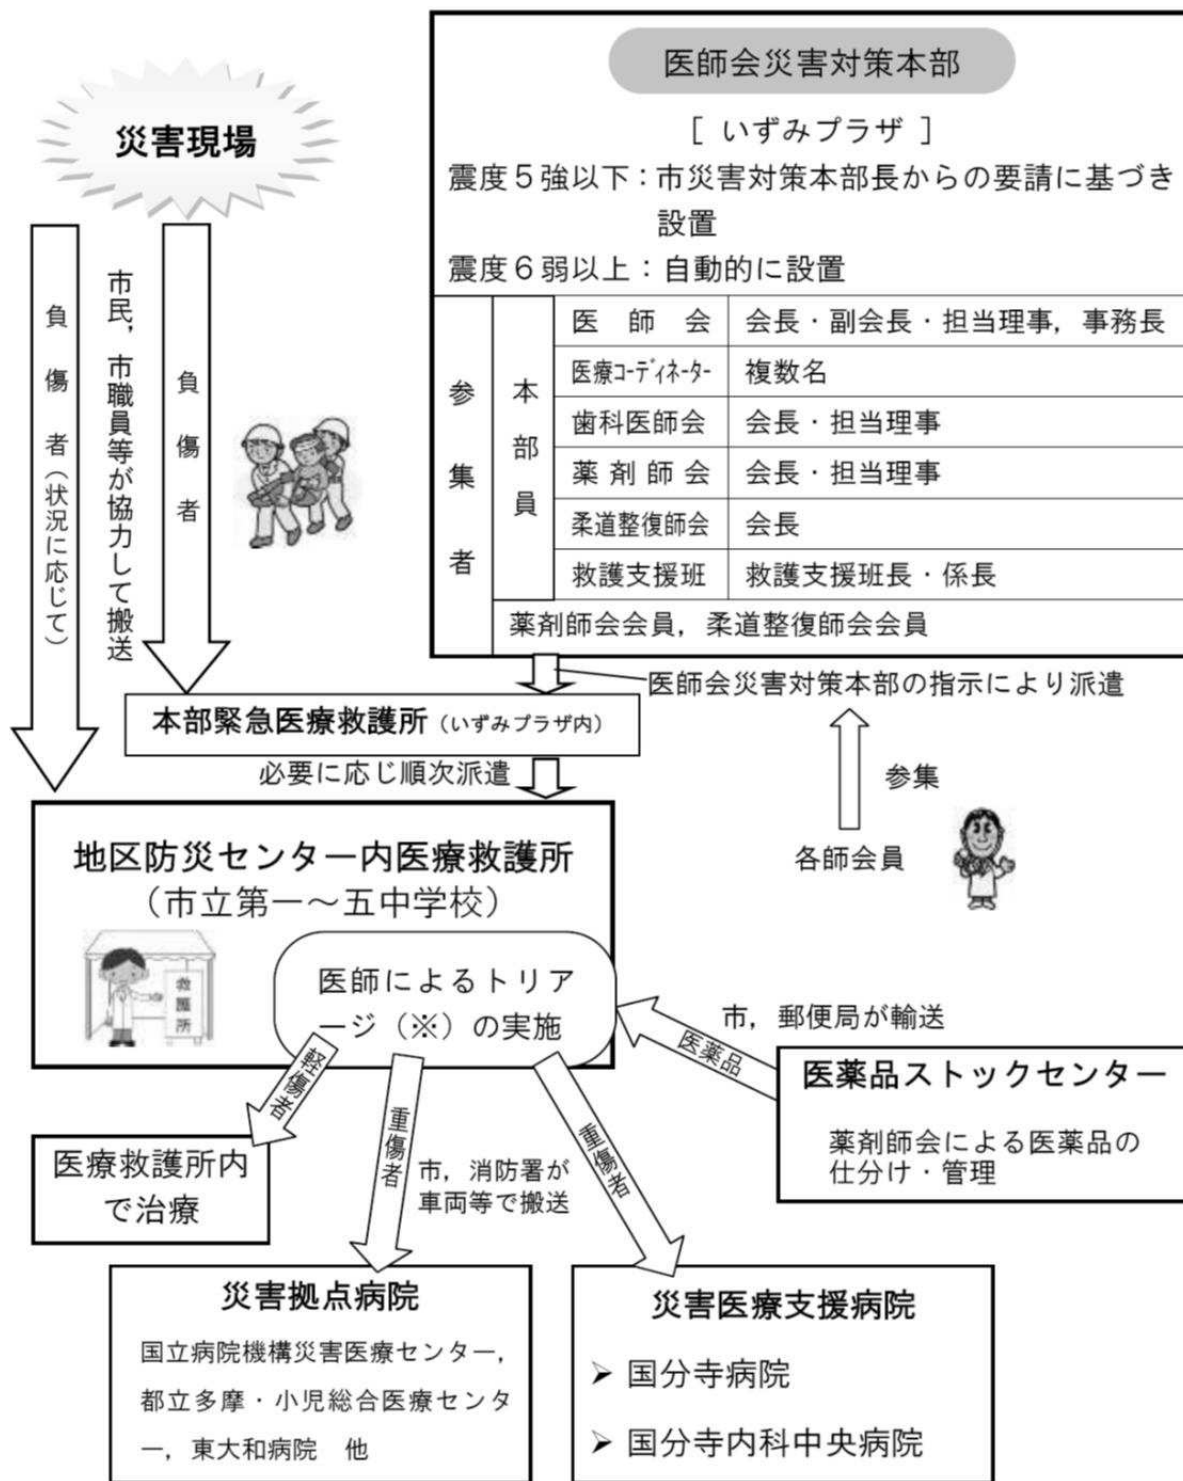 災害現場
負傷者（状況に応じて）
市民，市職員等が協力して搬送
負傷者
医師会災害対策本部
［ いずみプラザ ］
震度５強以下：市災害対策本部長からの要請に基づき
設置
震度６弱以上：自動的に設置
参集者
本部員
医師会　会長・副会長・担当理事，事務長
医療ｺｰﾃﾞｨﾈｰﾀｰ　複数名
歯科医師会　会長・担当理事
薬剤師会　会長・担当理事
柔道整復師会　会長
救護支援班　救護支援班長・係長
薬剤師会会員，柔道整復師会会員
医師会災害対策本部の指示により派遣
本部緊急医療救護所（いずみプラザ内）
必要に応じ順次派遣
参集
各師会員
地区防災センター内医療救護所
（市立第一～五中学校）
救護所
医師によるトリア
ージ（※）の実施
市，郵便局が輸送
医薬品
医薬品ストックセンター
薬剤師会による医薬品の
仕分け・管理
軽傷者
重傷者
重傷者
医療救護所内
で治療
市，消防署が
車両等で搬送
災害拠点病院
国立病院機構災害医療センター，
都立多摩・小児総合医療センタ
ー，東大和病院　他
災害医療支援病院
➢ 国分寺病院
➢ 国分寺内科中央病院